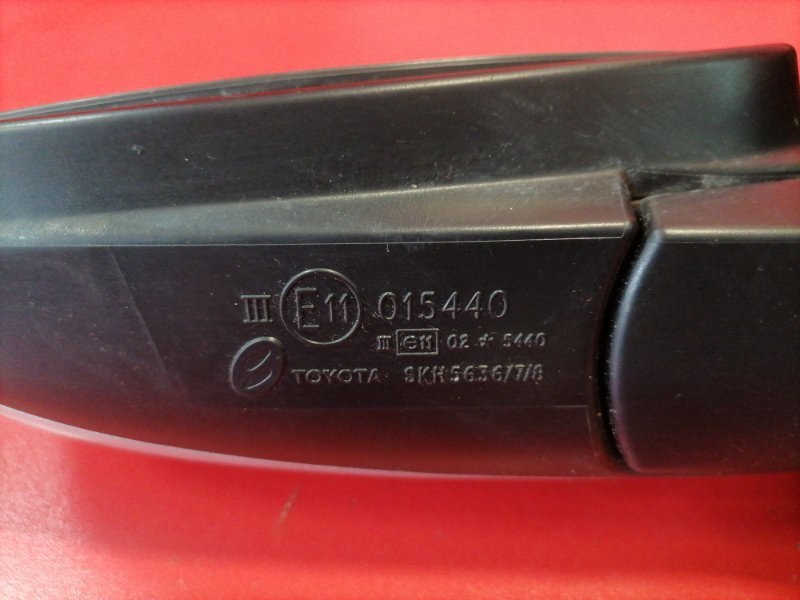 III E11 015440
III e11 02 * 5440
TOYOTA SKH5636/7/8